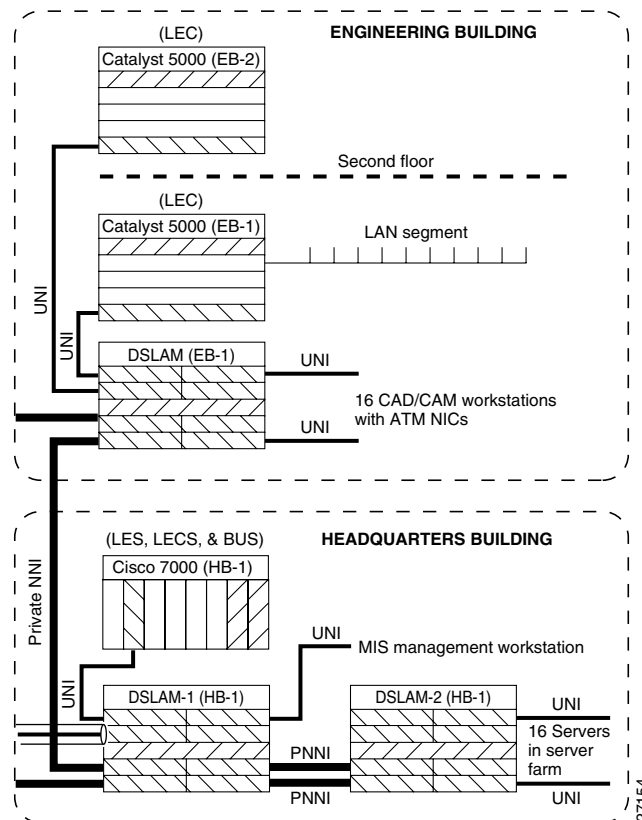 (LEC)
ENGINEERING BUILDING
Catalyst 5000 (EB-2)
Second floor
(LEC)
Catalyst 5000 (EB-1)
LAN segment
UNI
UNI
DSLAM (EB-1)
UNI
16 CAD/CAM workstations
with ATM NICs
UNI
Private NNI
(LES, LECS, & BUS)
HEADQUARTERS BUILDING
Cisco 7000 (HB-1)
UNI
MIS management workstation
UNI
DSLAM-1 (HB-1)
DSLAM-2 (HB-1)
UNI
16 Servers
in server
farm
PNNI
PNNI
UNI
27154